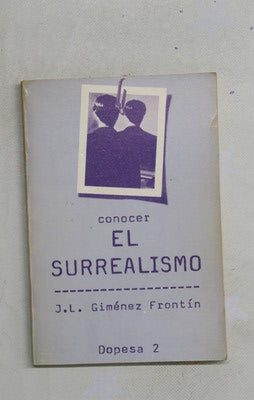 conocer
EL
SURREALISMO
J.L. Giménez Frontín
Dopesa 2